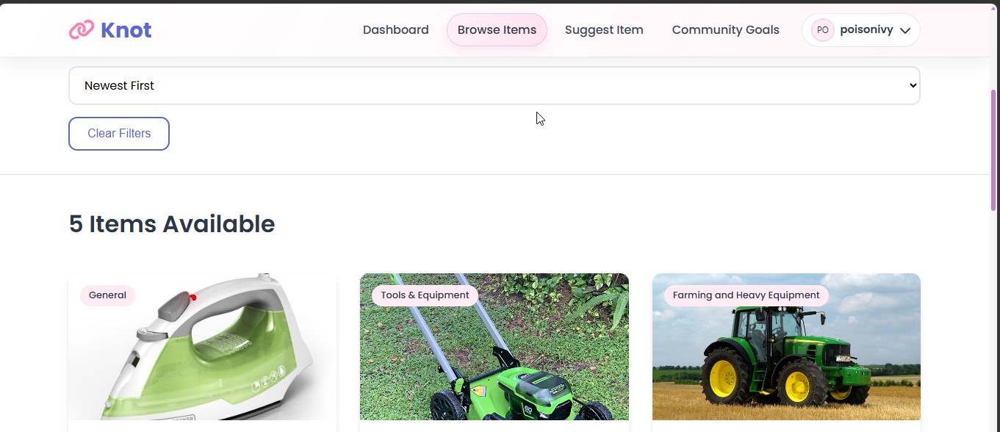 Knot
Dashboard
Browse Items
Suggest Item
Community Goals
PO
poisonivy
Newest First
Clear Filters
5 Items Available
General
Tools & Equipment
Farming and Heavy Equipment